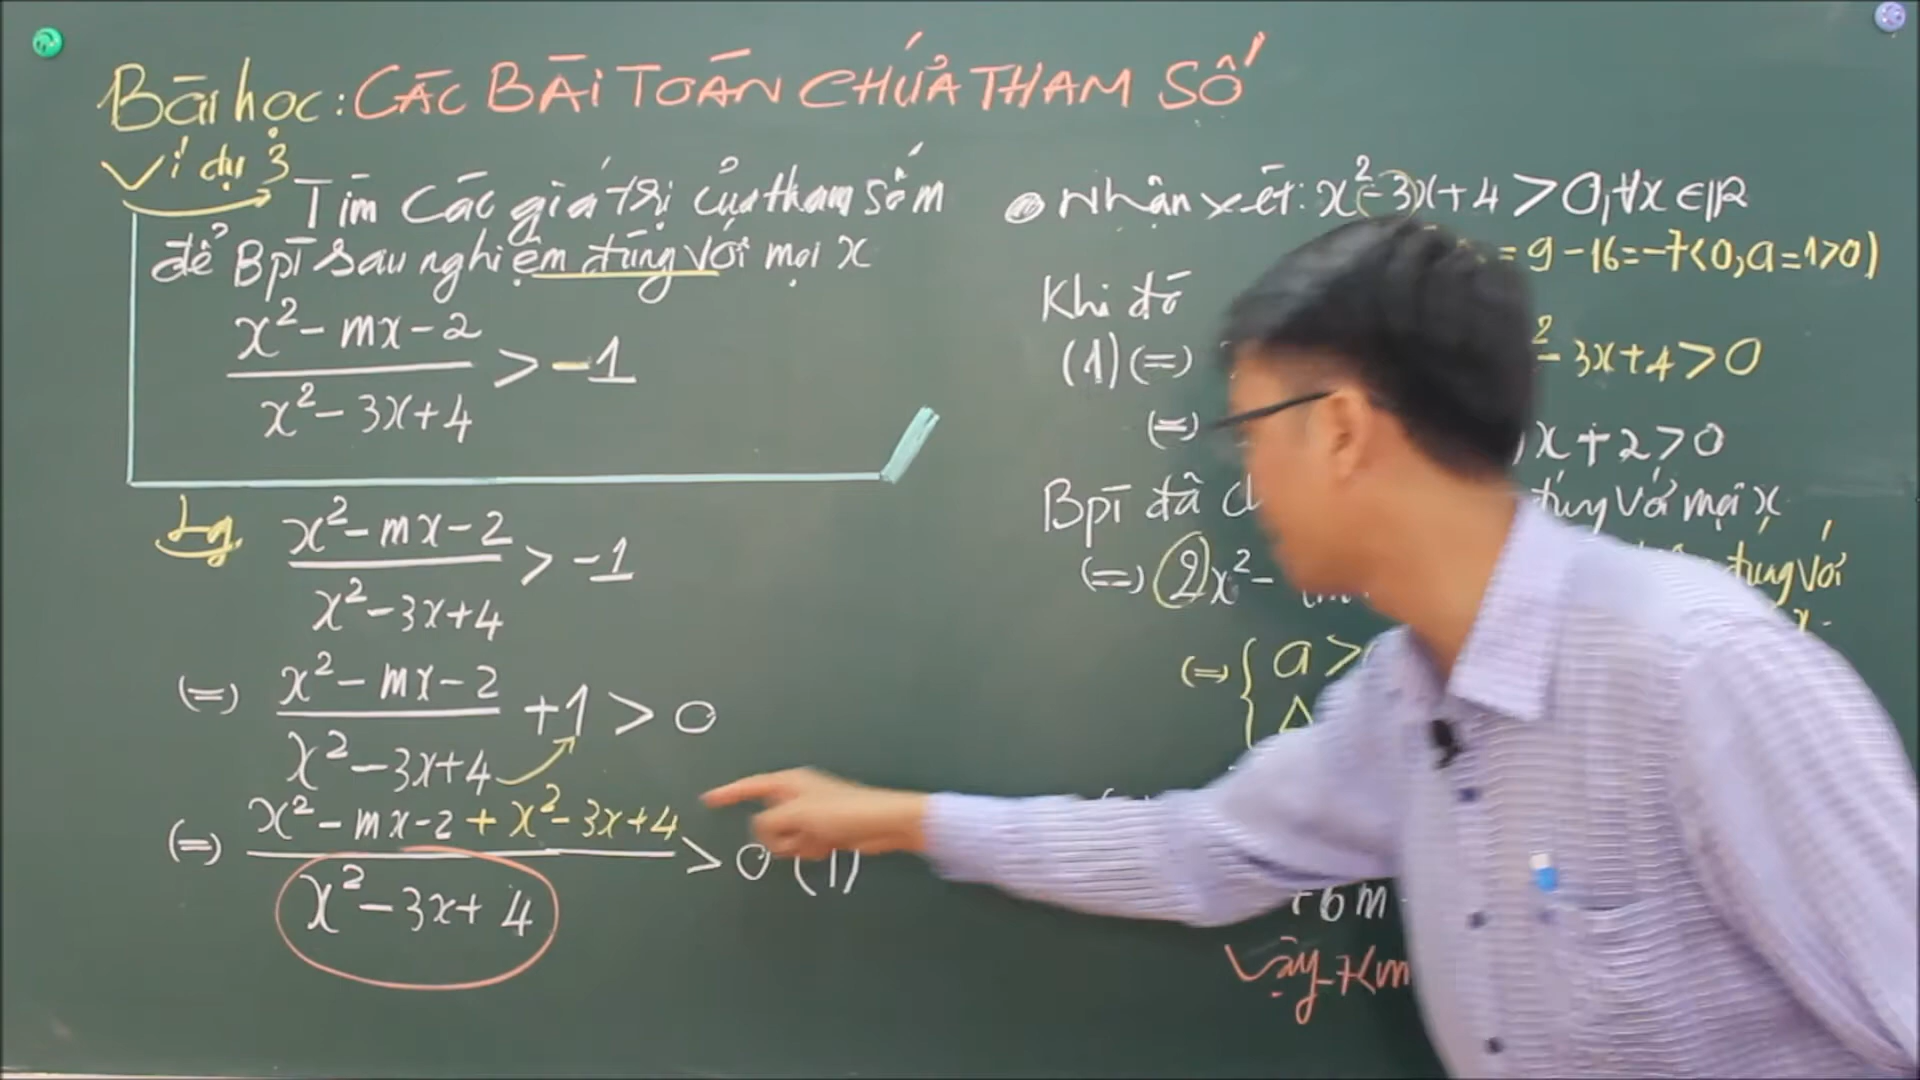 Bài học: CÁC BÀI TOÁN CHỨA THAM SỐ
Ví dụ 3
Tìm các giá trị của tham số m
để Bpt sau nghiệm đúng với mọi x
x² - mx - 2
> -1
x² - 3x + 4
Lg.
x² - mx - 2
> -1
x² - 3x + 4
(=) x² - mx - 2
+1 > 0
x² - 3x + 4
(=) x² - mx - 2 + x² - 3x + 4
> 0 (1)
x² - 3x + 4
Nhận xét: x² - 3x + 4 > 0, ∀x ∈ R
= 9 - 16 = -7 < 0, a = 1 > 0)
Khi đó
(1) (=) ² - 3x + 4 > 0
(=) x + 2 > 0
Bpt đã đúng với mọi x
(=) 2x² - đúng với
x.
(=) { a >
Δ
+ 6m
Vậy -7 < m